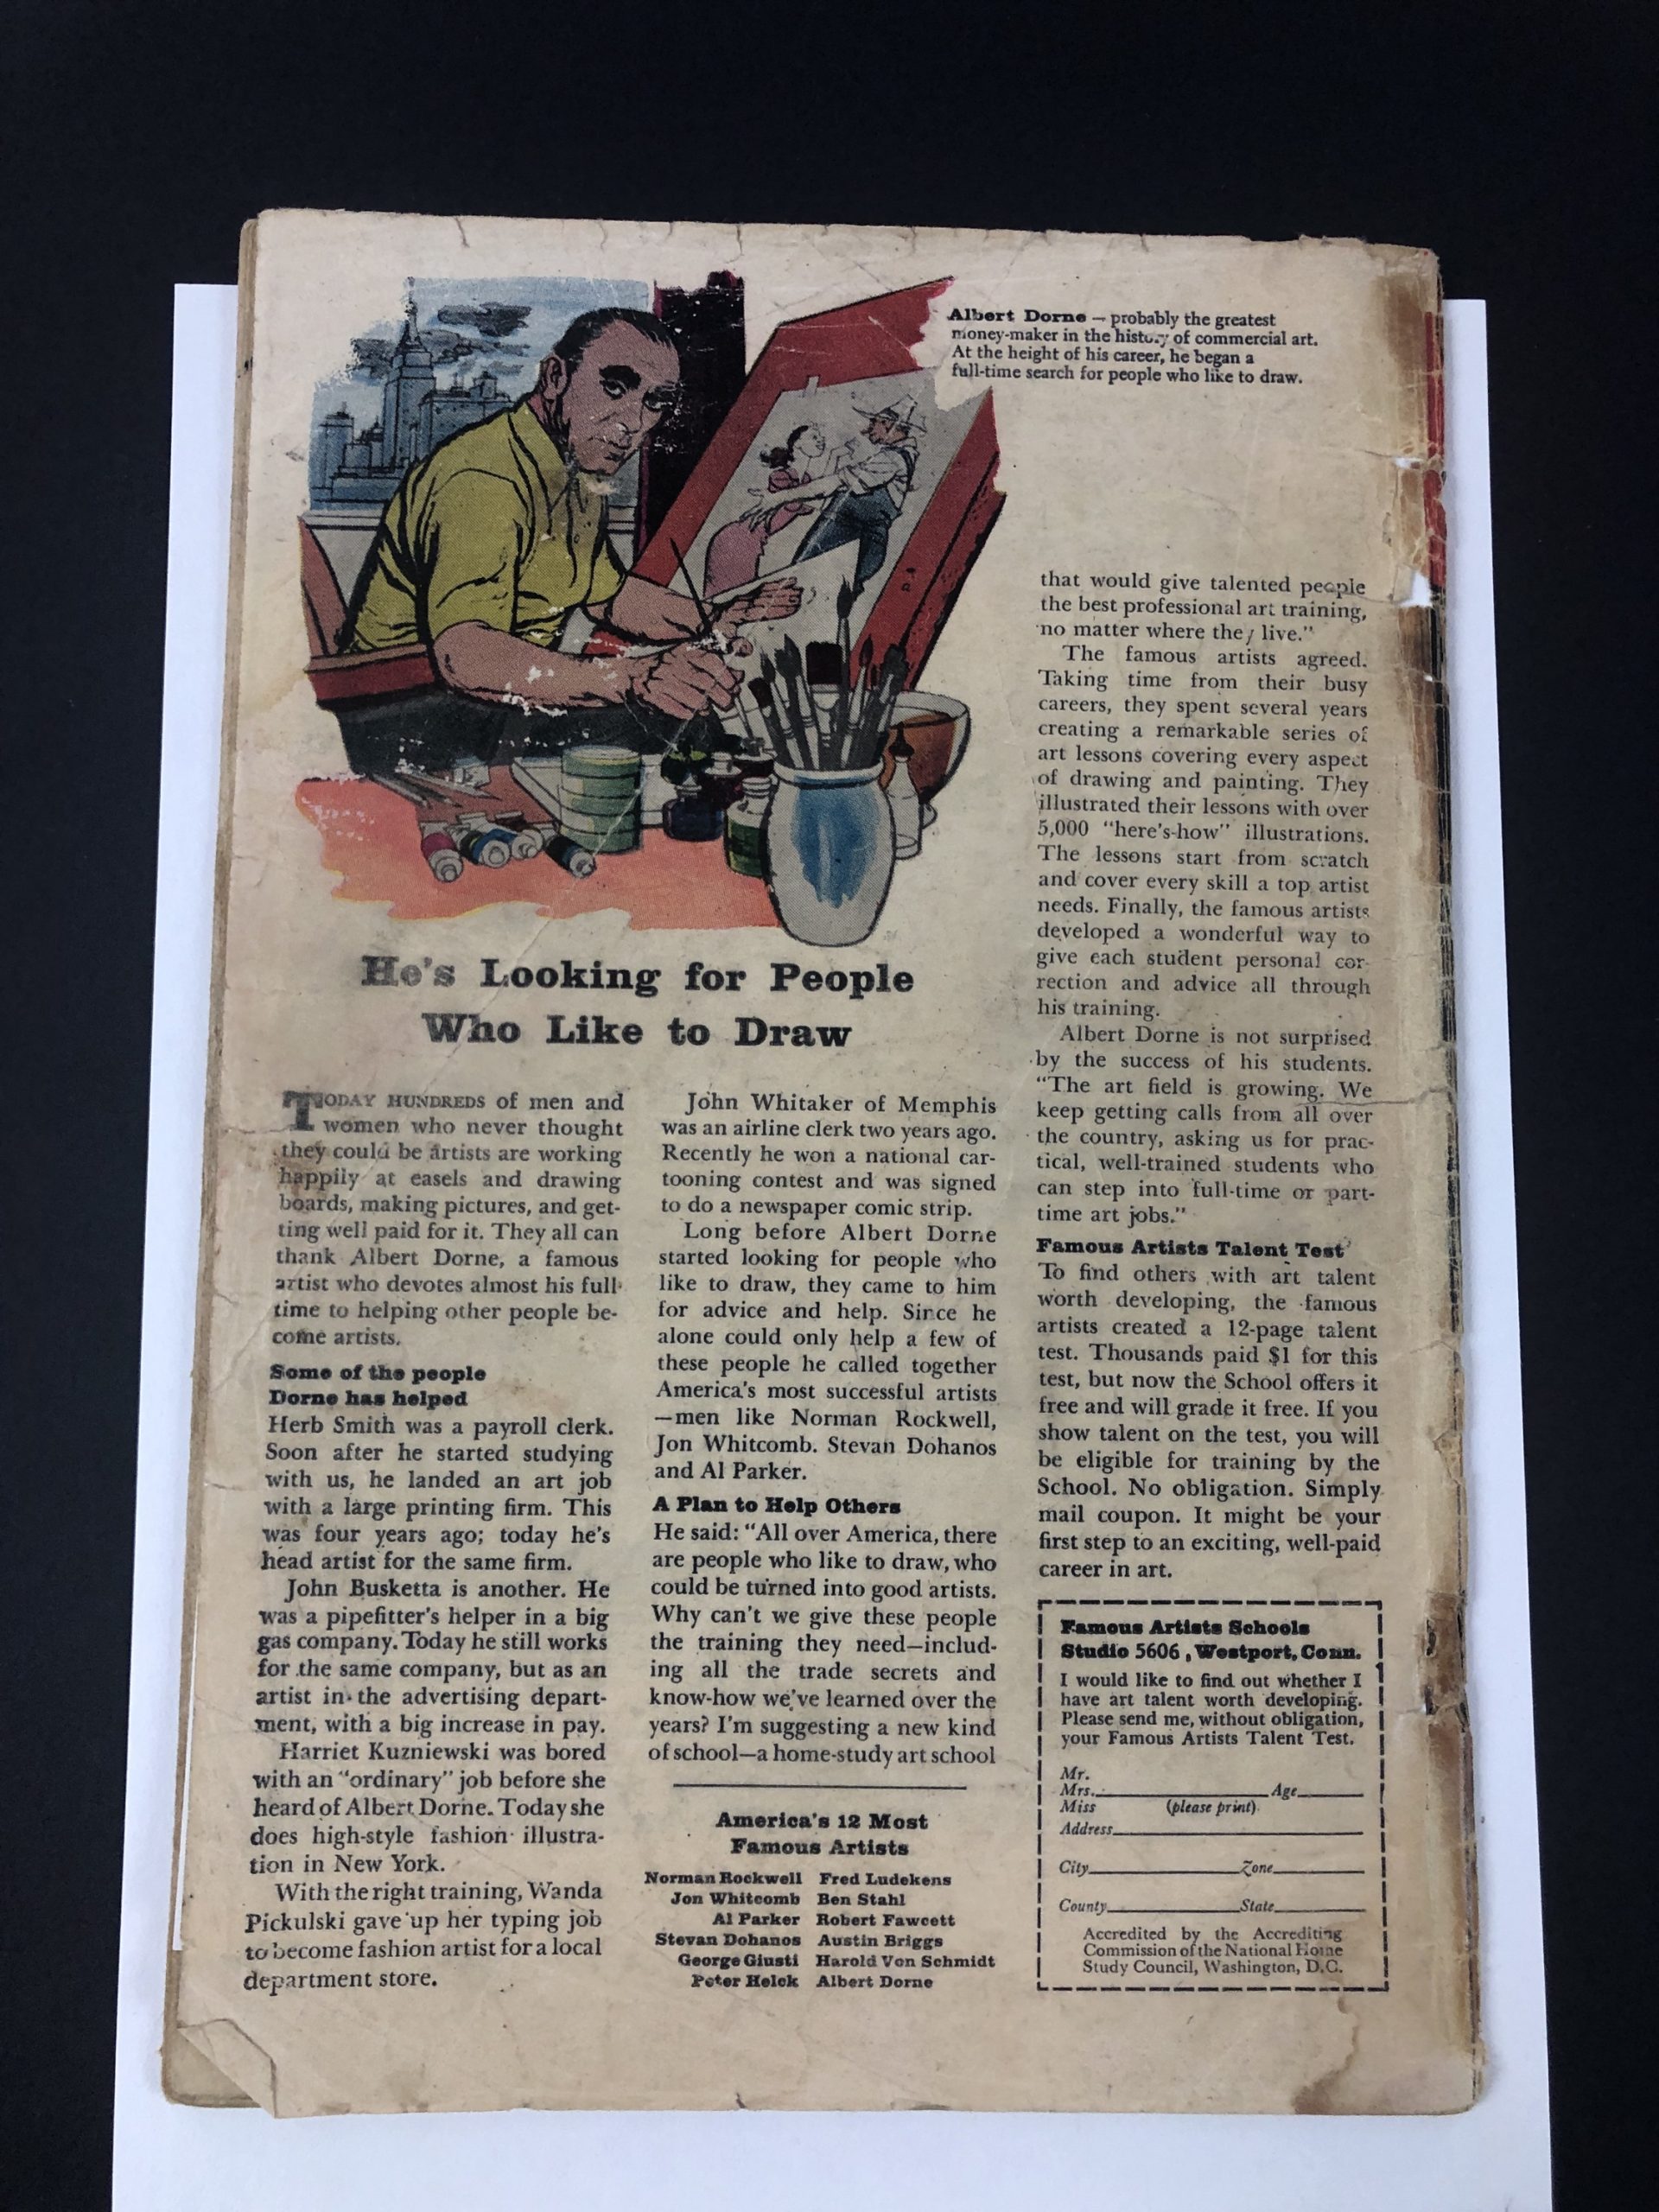 Albert Dorne — probably the greatest
money-maker in the history of commercial art.
At the height of his career, he began a
full-time search for people who like to draw.
He's Looking for People
Who Like to Draw
TODAY HUNDREDS of men and
women who never thought
they could be artists are working
happily at easels and drawing
boards, making pictures, and get-
ting well paid for it. They all can
thank Albert Dorne, a famous
artist who devotes almost his full
time to helping other people be-
come artists.
Some of the people
Dorne has helped
Herb Smith was a payroll clerk.
Soon after he started studying
with us, he landed an art job
with a large printing firm. This
was four years ago; today he's
head artist for the same firm.
John Busketta is another. He
was a pipefitter's helper in a big
gas company. Today he still works
for the same company, but as an
artist in the advertising depart-
ment, with a big increase in pay.
Harriet Kuzniewski was bored
with an "ordinary" job before she
heard of Albert Dorne. Today she
does high-style fashion illustra-
tion in New York.
With the right training, Wanda
Pickulski gave up her typing job
to become fashion artist for a local
department store.
John Whitaker of Memphis
was an airline clerk two years ago.
Recently he won a national car-
tooning contest and was signed
to do a newspaper comic strip.
Long before Albert Dorne
started looking for people who
like to draw, they came to him
for advice and help. Since he
alone could only help a few of
these people he called together
America's most successful artists
—men like Norman Rockwell,
Jon Whitcomb. Stevan Dohanos
and Al Parker.
A Plan to Help Others
He said: "All over America, there
are people who like to draw, who
could be turned into good artists.
Why can't we give these people
the training they need—includ-
ing all the trade secrets and
know-how we've learned over the
years? I'm suggesting a new kind
of school—a home-study art school
America's 12 Most
Famous Artists
Norman Rockwell Fred Ludekens
Jon Whitcomb Ben Stahl
Al Parker Robert Fawcett
Stevan Dohanos Austin Briggs
George Giusti Harold Von Schmidt
Peter Helck Albert Dorne
that would give talented people
the best professional art training,
no matter where they live."
The famous artists agreed.
Taking time from their busy
careers, they spent several years
creating a remarkable series of
art lessons covering every aspect
of drawing and painting. They
illustrated their lessons with over
5,000 "here's-how" illustrations.
The lessons start from scratch
and cover every skill a top artist
needs. Finally, the famous artists
developed a wonderful way to
give each student personal cor-
rection and advice all through
his training.
Albert Dorne is not surprised
by the success of his students.
"The art field is growing. We
keep getting calls from all over
the country, asking us for prac-
tical, well-trained students who
can step into full-time or part-
time art jobs."
Famous Artists Talent Test
To find others with art talent
worth developing, the famous
artists created a 12-page talent
test. Thousands paid $1 for this
test, but now the School offers it
free and will grade it free. If you
show talent on the test, you will
be eligible for training by the
School. No obligation. Simply
mail coupon. It might be your
first step to an exciting, well-paid
career in art.
Famous Artists Schools
Studio 5606, Westport, Conn.
I would like to find out whether I
have art talent worth developing.
Please send me, without obligation,
your Famous Artists Talent Test.
Mr.
Mrs. Age
Miss (please print)
Address
City Zone
County State
Accredited by the Accrediting
Commission of the National Home
Study Council, Washington, D.C.